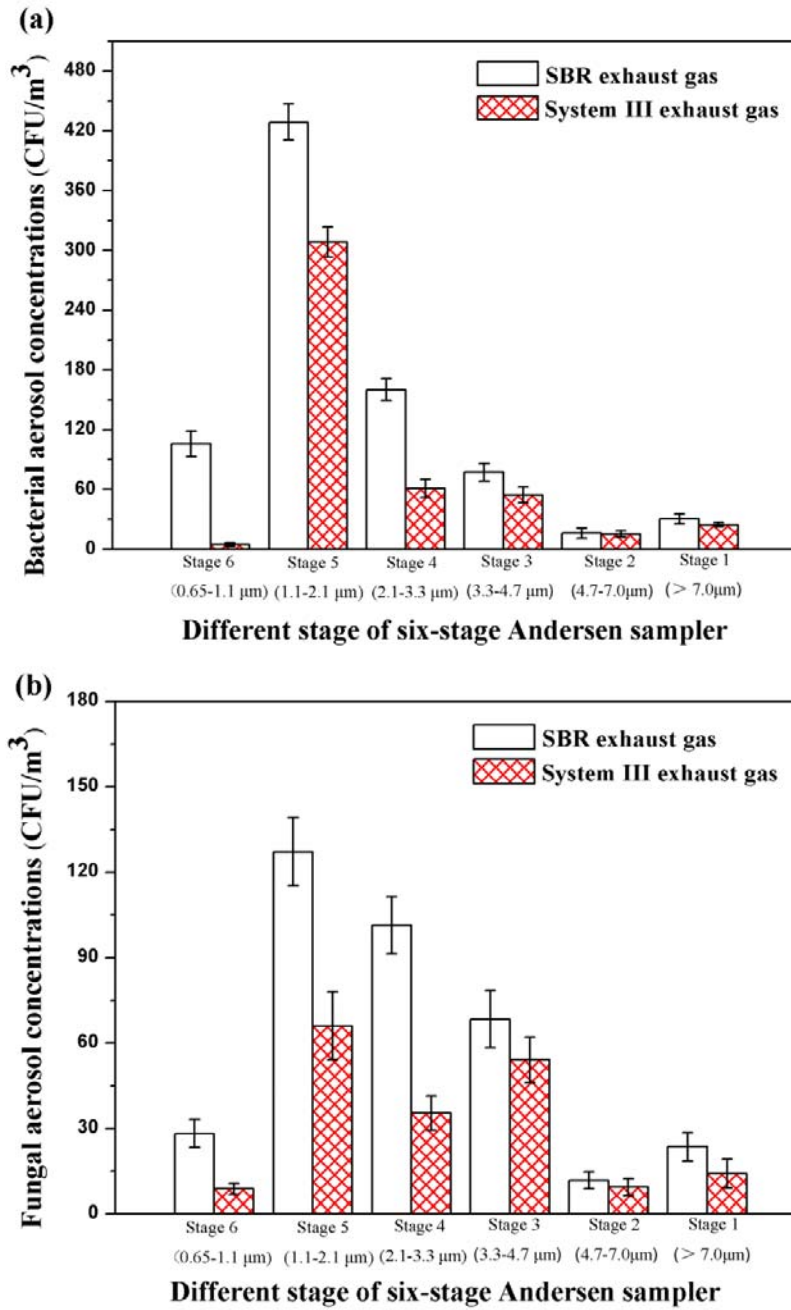 (a)
Bacterial aerosol concentrations (CFU/m³)
480
420
360
300
240
180
120
60
0
SBR exhaust gas
System III exhaust gas
Stage 6 Stage 5 Stage 4 Stage 3 Stage 2 Stage 1
(0.65-1.1 μm) (1.1-2.1 μm) (2.1-3.3 μm) (3.3-4.7 μm) (4.7-7.0μm) (> 7.0μm)
Different stage of six-stage Andersen sampler
(b)
Fungal aerosol concentrations (CFU/m³)
180
150
120
90
60
30
0
SBR exhaust gas
System III exhaust gas
Stage 6 Stage 5 Stage 4 Stage 3 Stage 2 Stage 1
(0.65-1.1 μm) (1.1-2.1 μm) (2.1-3.3 μm) (3.3-4.7 μm) (4.7-7.0μm) (> 7.0μm)
Different stage of six-stage Andersen sampler